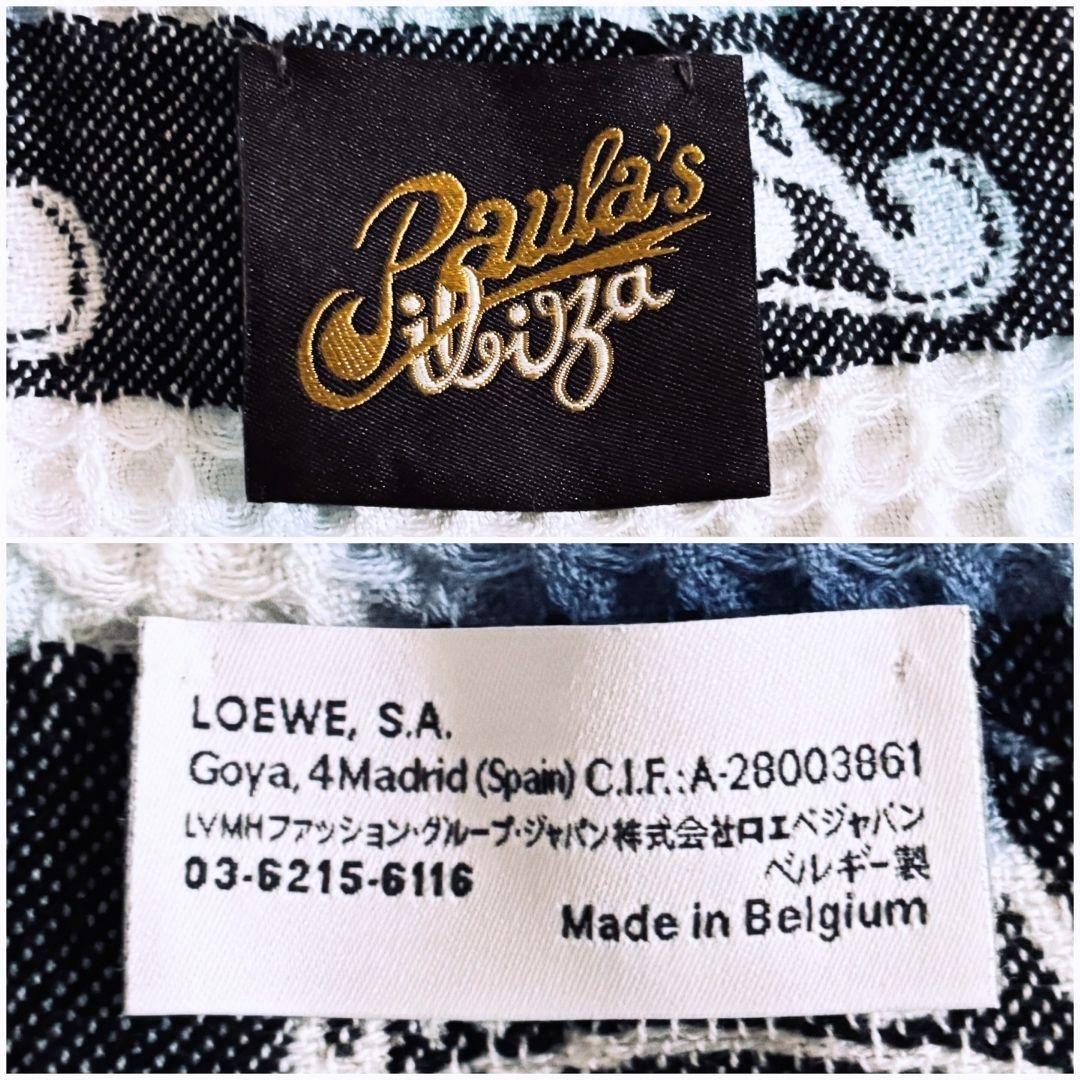 Paula's
ibiza
LOEWE, S.A.
Goya, 4 Madrid (Spain) C.I.F.: A-28003861
LVMHファッション・グループ・ジャパン株式会社ロエベジャパン
03-6215-6116
ベルギー製
Made in Belgium